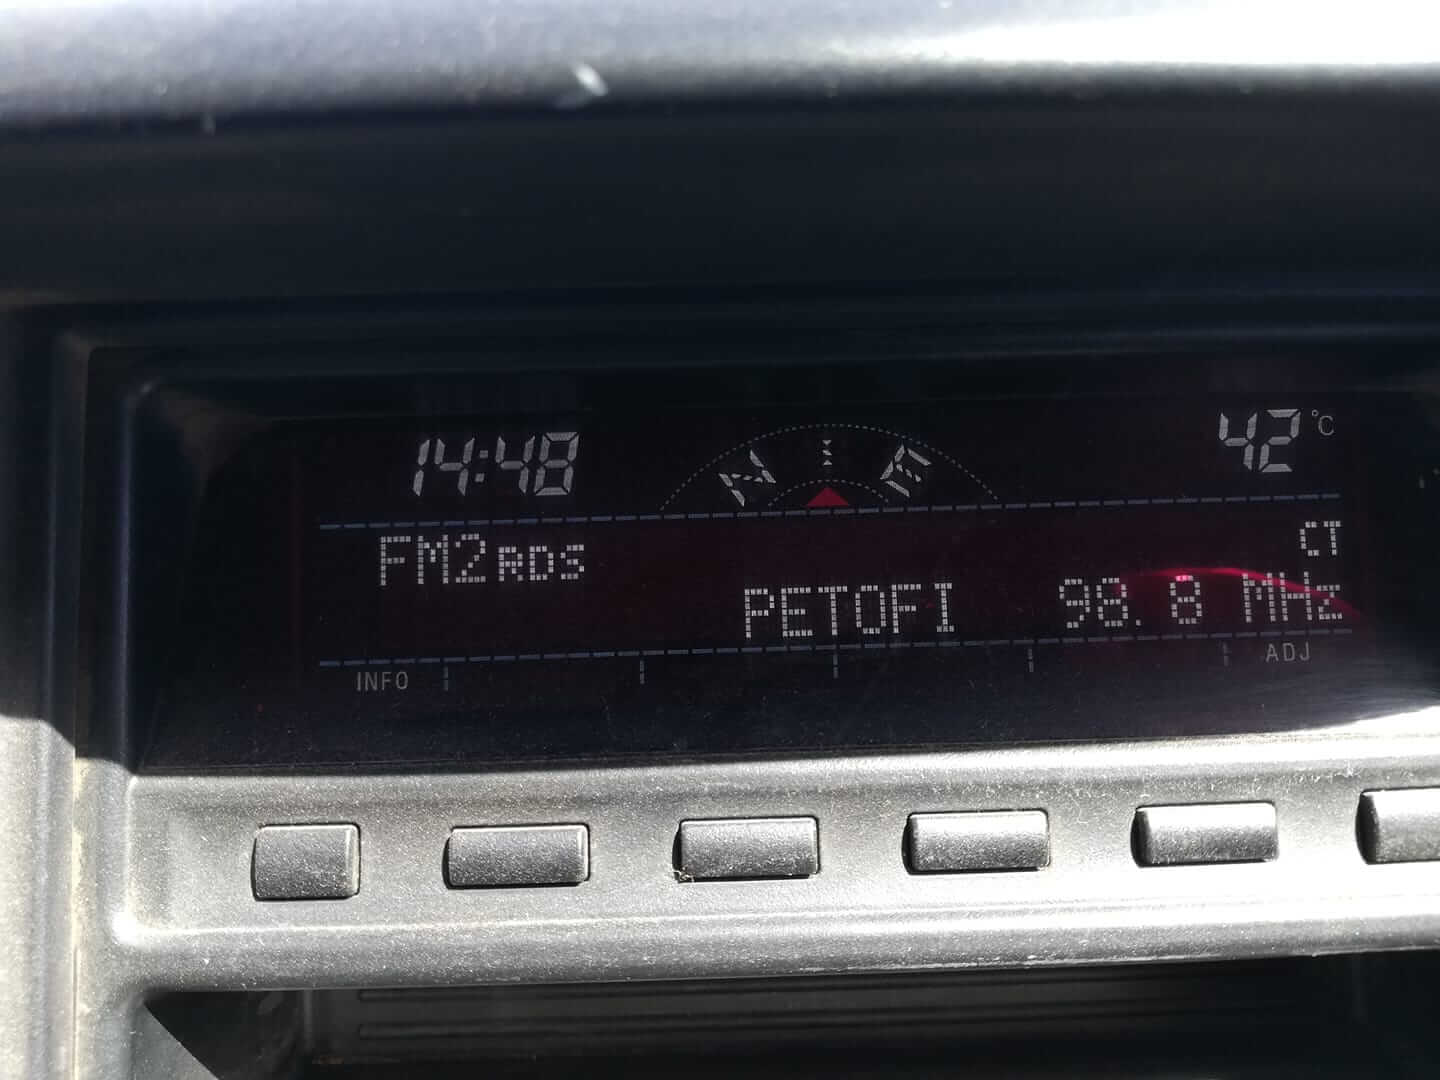 14:48 N E 42 °C
FM2 RDS CT
PETOFI 98.8 MHz
INFO ADJ